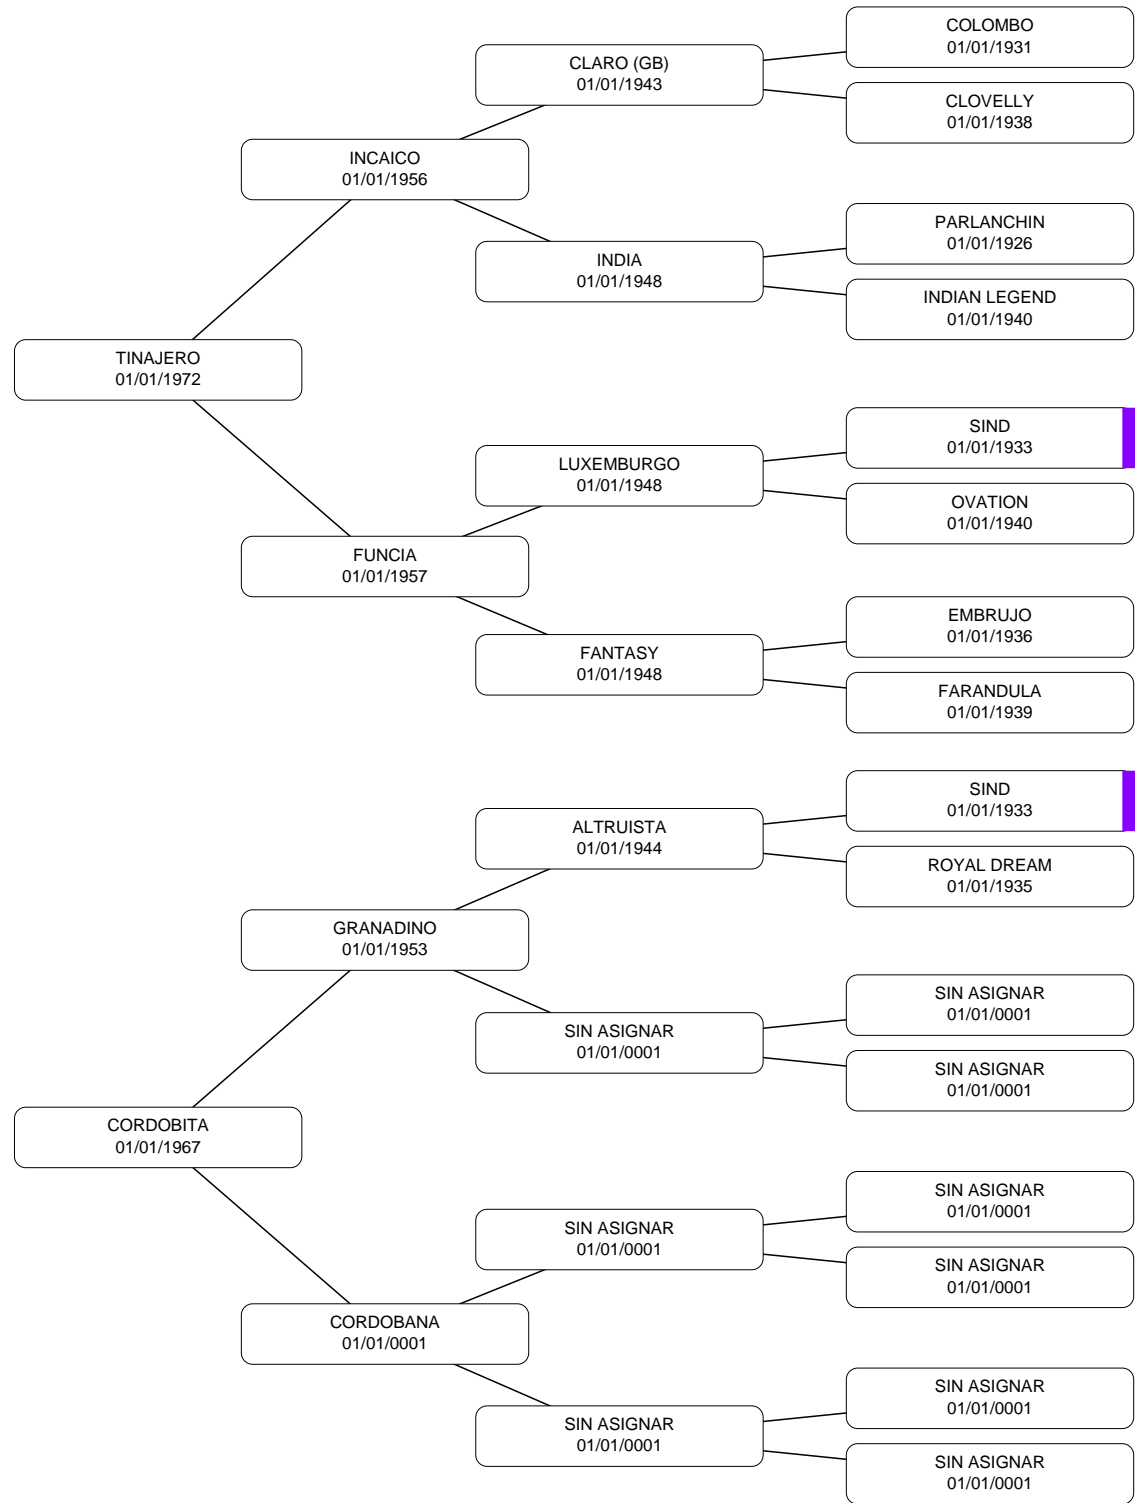 COLOMBO
01/01/1931
CLARO (GB)
01/01/1943
CLOVELLY
01/01/1938
INCAICO
01/01/1956
PARLANCHIN
01/01/1926
INDIA
01/01/1948
INDIAN LEGEND
01/01/1940
TINAJERO
01/01/1972
SIND
01/01/1933
LUXEMBURGO
01/01/1948
OVATION
01/01/1940
FUNCIA
01/01/1957
EMBRUJO
01/01/1936
FANTASY
01/01/1948
FARANDULA
01/01/1939
SIND
01/01/1933
ALTRUISTA
01/01/1944
ROYAL DREAM
01/01/1935
GRANADINO
01/01/1953
SIN ASIGNAR
01/01/0001
SIN ASIGNAR
01/01/0001
SIN ASIGNAR
01/01/0001
CORDOBITA
01/01/1967
SIN ASIGNAR
01/01/0001
SIN ASIGNAR
01/01/0001
SIN ASIGNAR
01/01/0001
CORDOBANA
01/01/0001
SIN ASIGNAR
01/01/0001
SIN ASIGNAR
01/01/0001
SIN ASIGNAR
01/01/0001